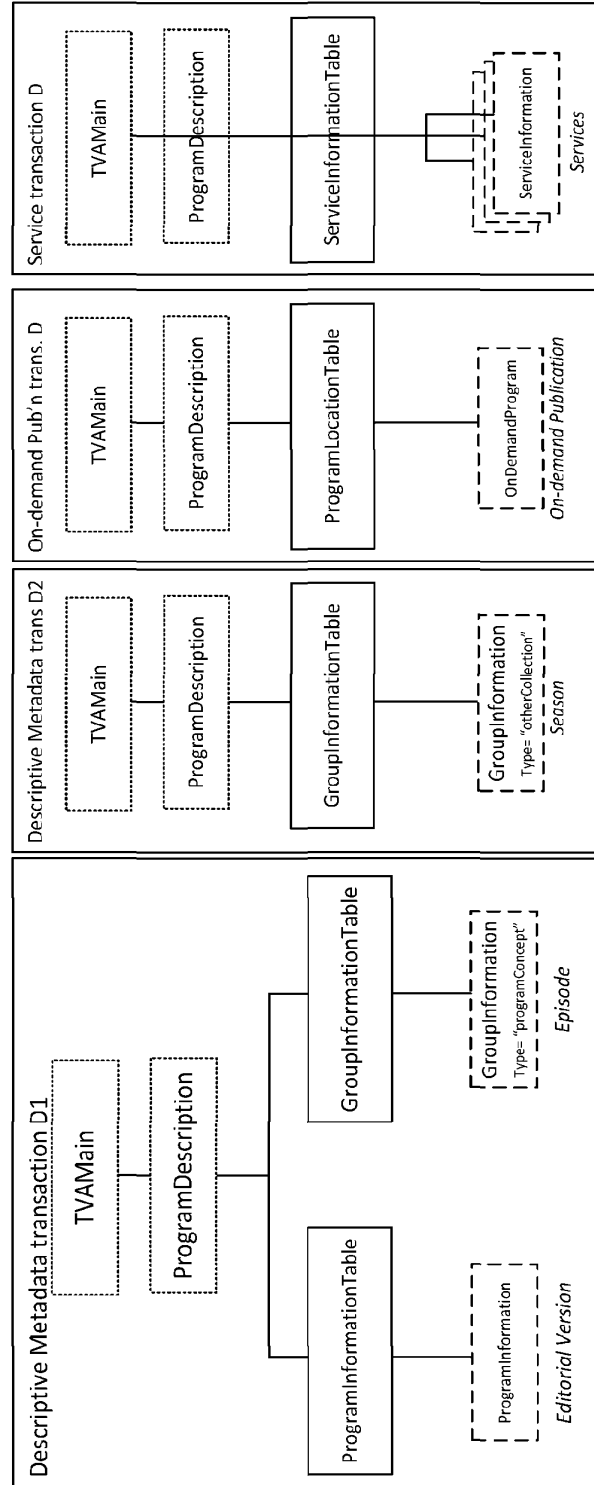 Descriptive Metadata transaction D1
TVAMain
ProgramDescription
ProgramInformationTable
GroupInformationTable
ProgramInformation
Editorial Version
GroupInformation
Type= “programConcept”
Episode
Descriptive Metadata trans D2
TVAMain
ProgramDescription
GroupInformationTable
GroupInformation
Type= “otherCollection”
Season
On-demand Pub'n trans. D
TVAMain
ProgramDescription
ProgramLocationTable
OnDemandProgram
On-demand Publication
Service transaction D
TVAMain
ProgramDescription
ServiceInformationTable
ServiceInformation
Services